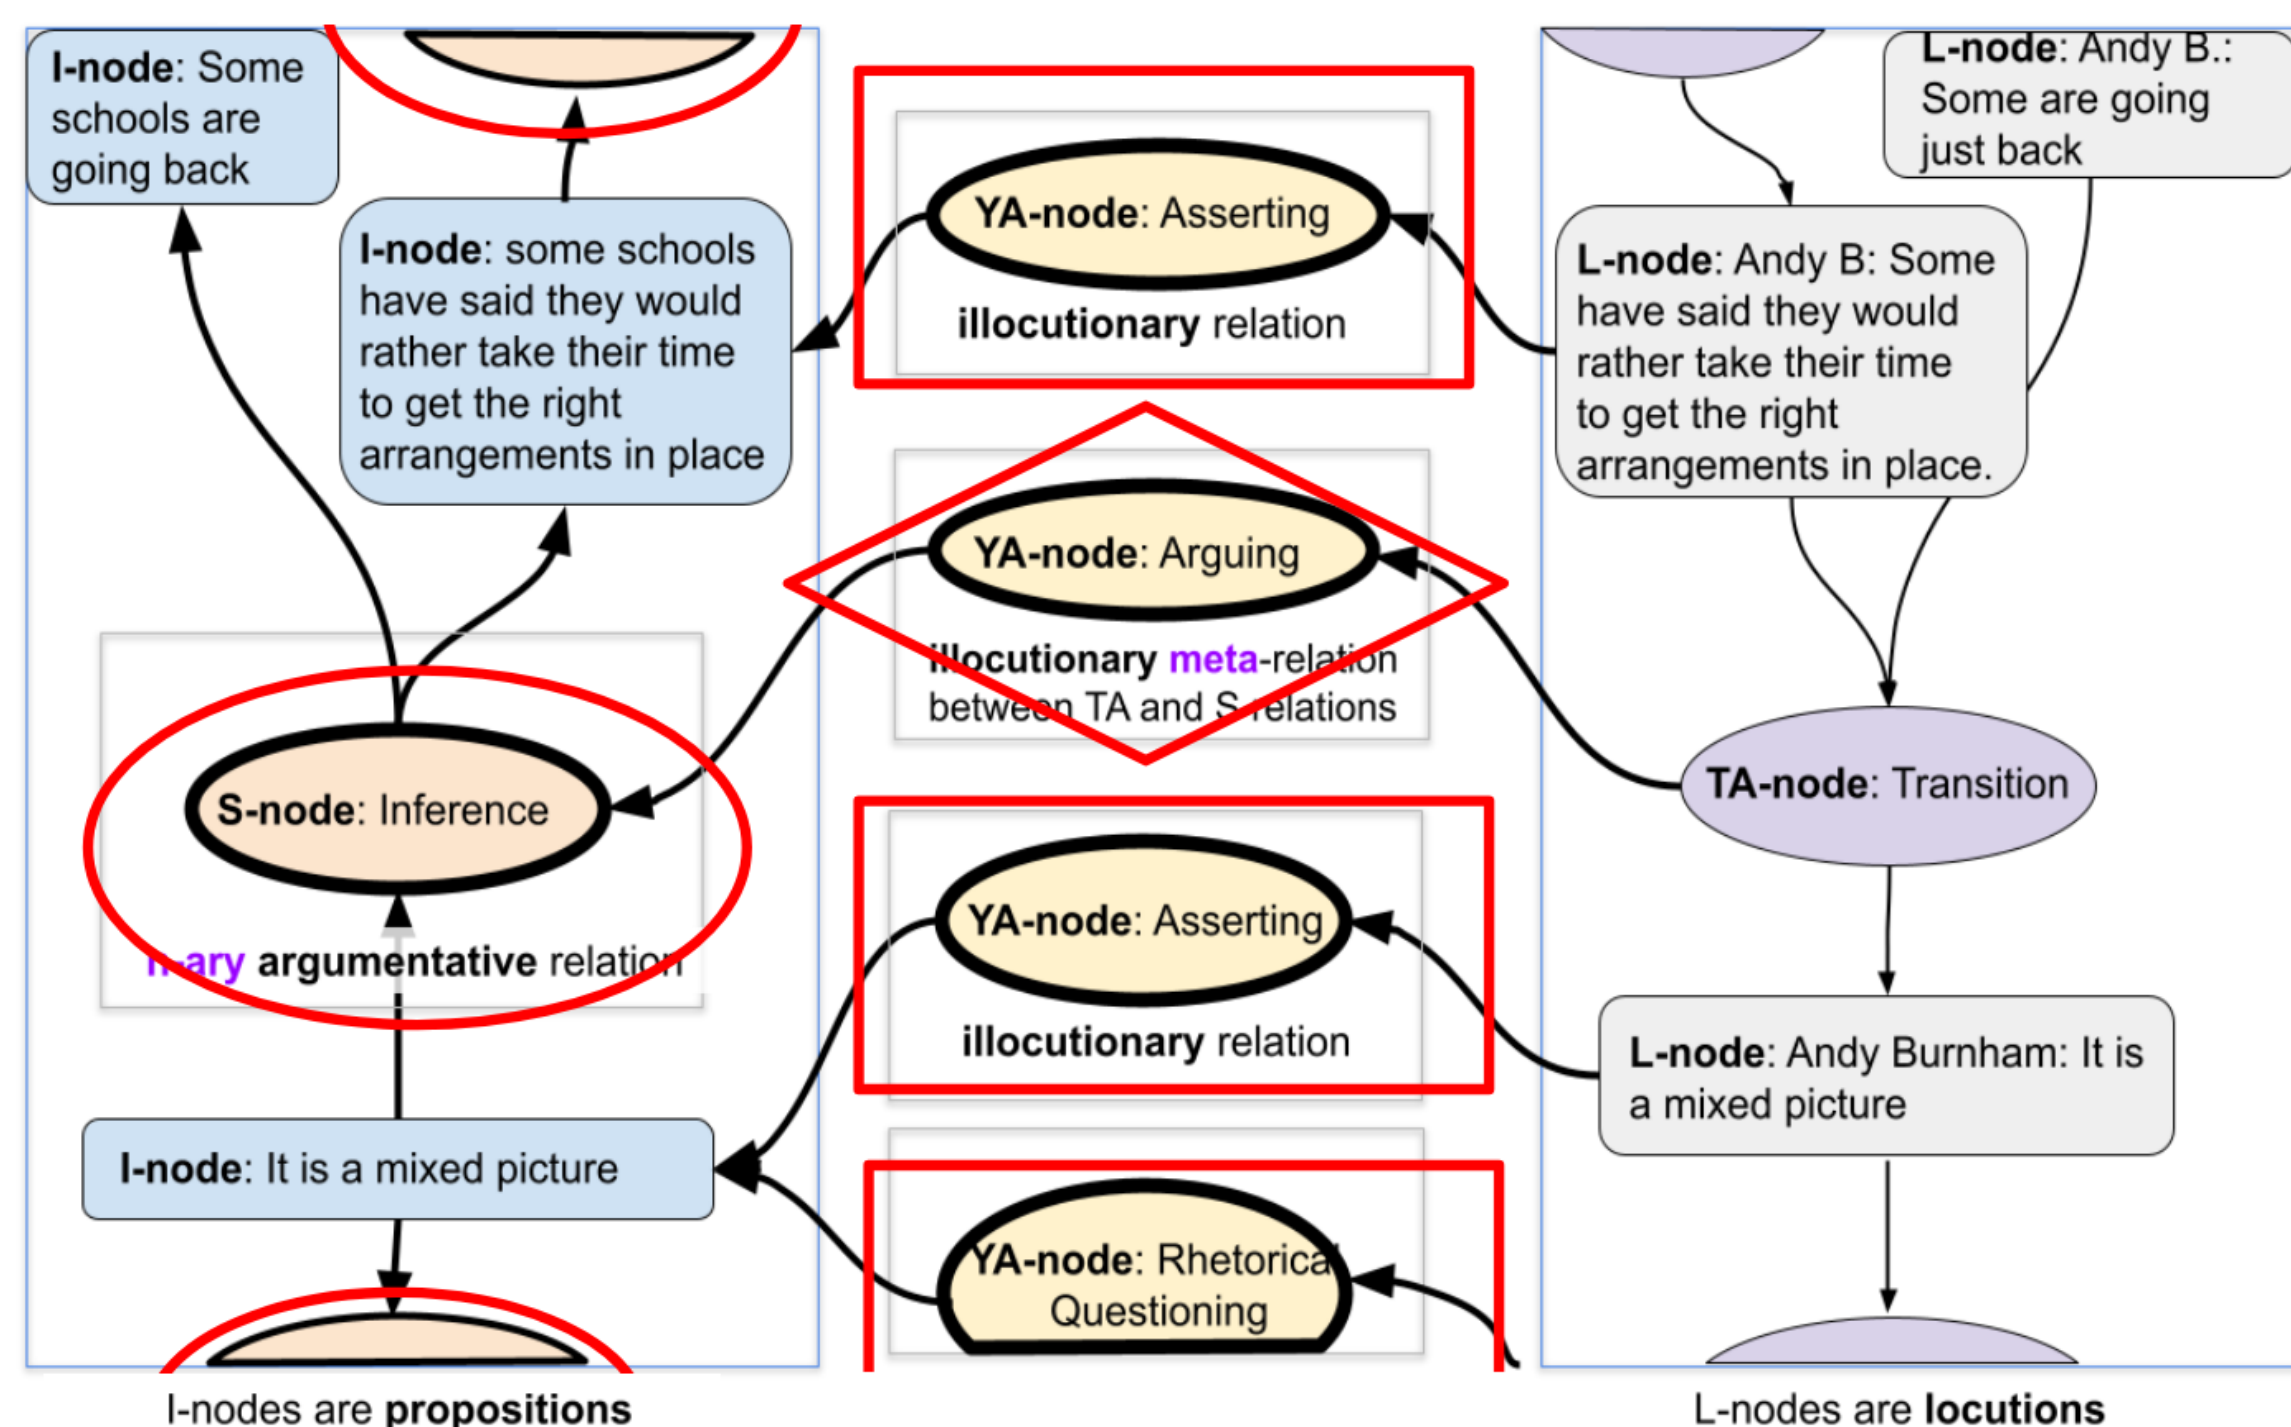 I-node: Some
schools are
going back
I-node: some schools
have said they would
rather take their time
to get the right
arrangements in place
S-node: Inference
n-ary argumentative relation
I-node: It is a mixed picture
I-nodes are propositions
YA-node: Asserting
illocutionary relation
YA-node: Arguing
illocutionary meta-relation
between TA and S relations
YA-node: Asserting
illocutionary relation
YA-node: Rhetorical
Questioning
L-node: Andy B.:
Some are going
just back
L-node: Andy B: Some
have said they would
rather take their time
to get the right
arrangements in place.
TA-node: Transition
L-node: Andy Burnham: It is
a mixed picture
L-nodes are locutions